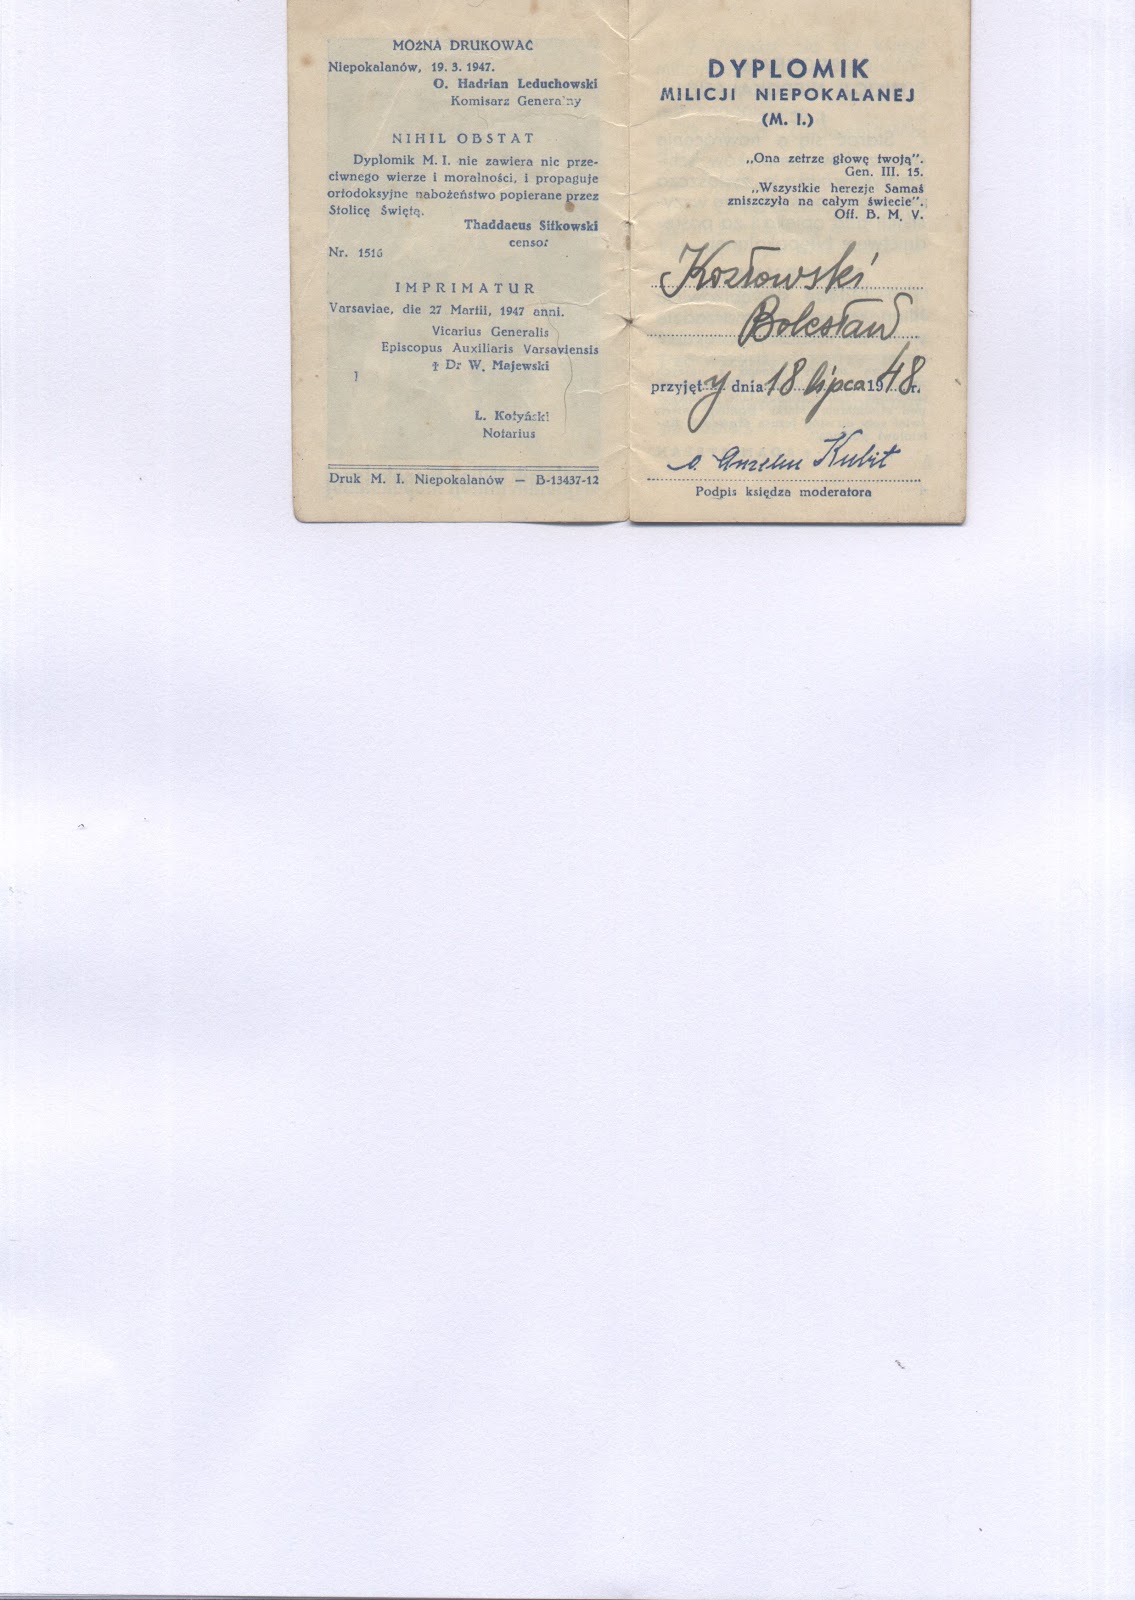 MOŻNA DRUKOWAĆ
Niepokalanów, 19. 3. 1947.
O. Hadrian Leduchowski
Komisarz Generalny
NIHIL OBSTAT
Dyplomik M. I. nie zawiera nic prze-
ciwnego wierze i moralności, i propaguje
ortodoksyjne nabożeństwo popierane przez
Stolicę Świętą.
Thaddaeus Sitkowski
censor
Nr. 1516
IMPRIMATUR
Varsaviae, die 27 Martii, 1947 anni.
Vicarius Generalis
Episcopus Auxiliaris Varsaviensis
† Dr W. Majewski
L. Kotyński
Notarius
Druk M. I. Niepokalanów — B-13437-12
DYPLOMIK
MILICJI NIEPOKALANEJ
(M. I.)
„Ona zetrze głowę twoją”.
Gen. III. 15.
„Wszystkie herezje Samaś
zniszczyła na całym świecie”.
Off. B. M. V.
Kozłowski
Bolesław
przyjęty dnia 18 lipca 1948 r.
o. Anzelm Kubit
Podpis księdza moderatora